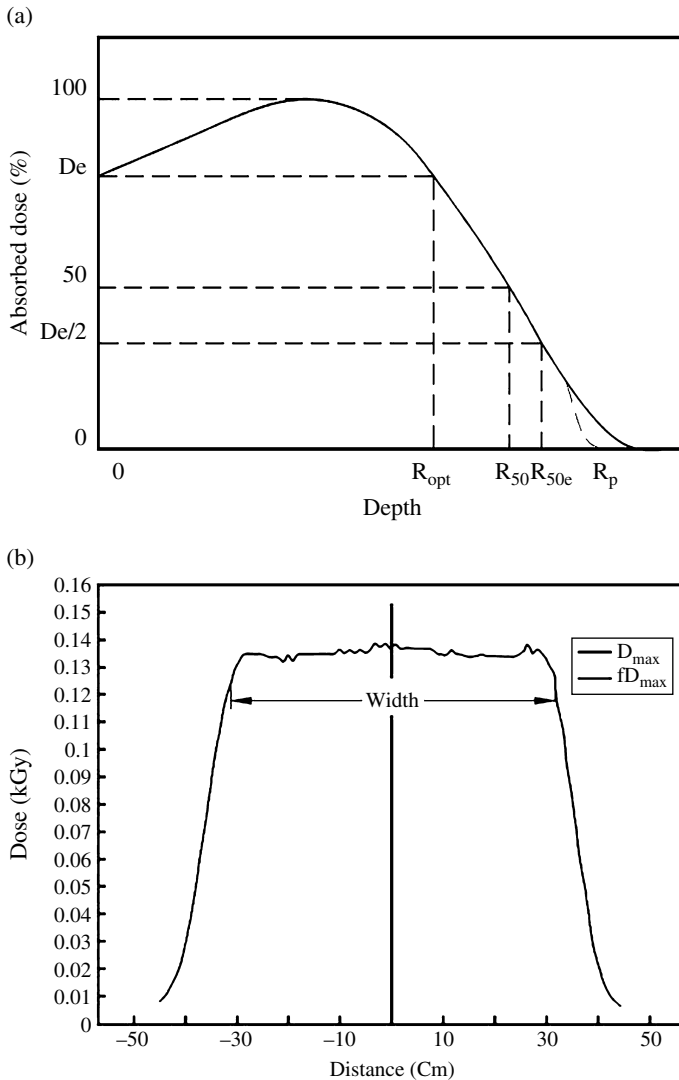 (a)
100
De
50
De/2
0
Absorbed dose (%)
0
R_opt
R_50
R_50e
R_p
Depth
(b)
0.16
0.15
0.14
0.13
0.12
0.1
0.09
0.08
0.07
0.06
0.05
0.04
0.03
0.02
0.01
0
Dose (kGy)
D_max
fD_max
Width
–50
–30
–10
10
30
50
Distance (Cm)